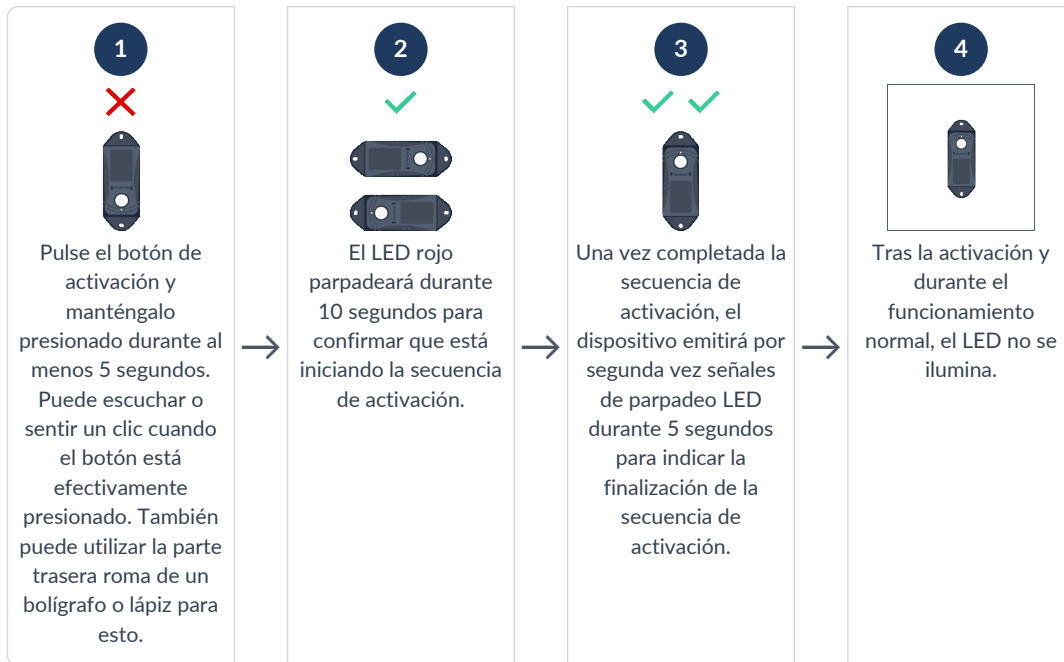 1
Pulse el botón de
activación y
manténgalo
presionado durante al
menos 5 segundos.
Puede escuchar o
sentir un clic cuando
el botón está
efectivamente
presionado. También
puede utilizar la parte
trasera roma de un
bolígrafo o lápiz para
esto.
2
El LED rojo
parpadeará durante
10 segundos para
confirmar que está
iniciando la secuencia
de activación.
3
Una vez completada la
secuencia de
activación, el
dispositivo emitirá por
segunda vez señales
de parpadeo LED
durante 5 segundos
para indicar la
finalización de la
secuencia de
activación.
4
Tras la activación y
durante el
funcionamiento
normal, el LED no se
ilumina.